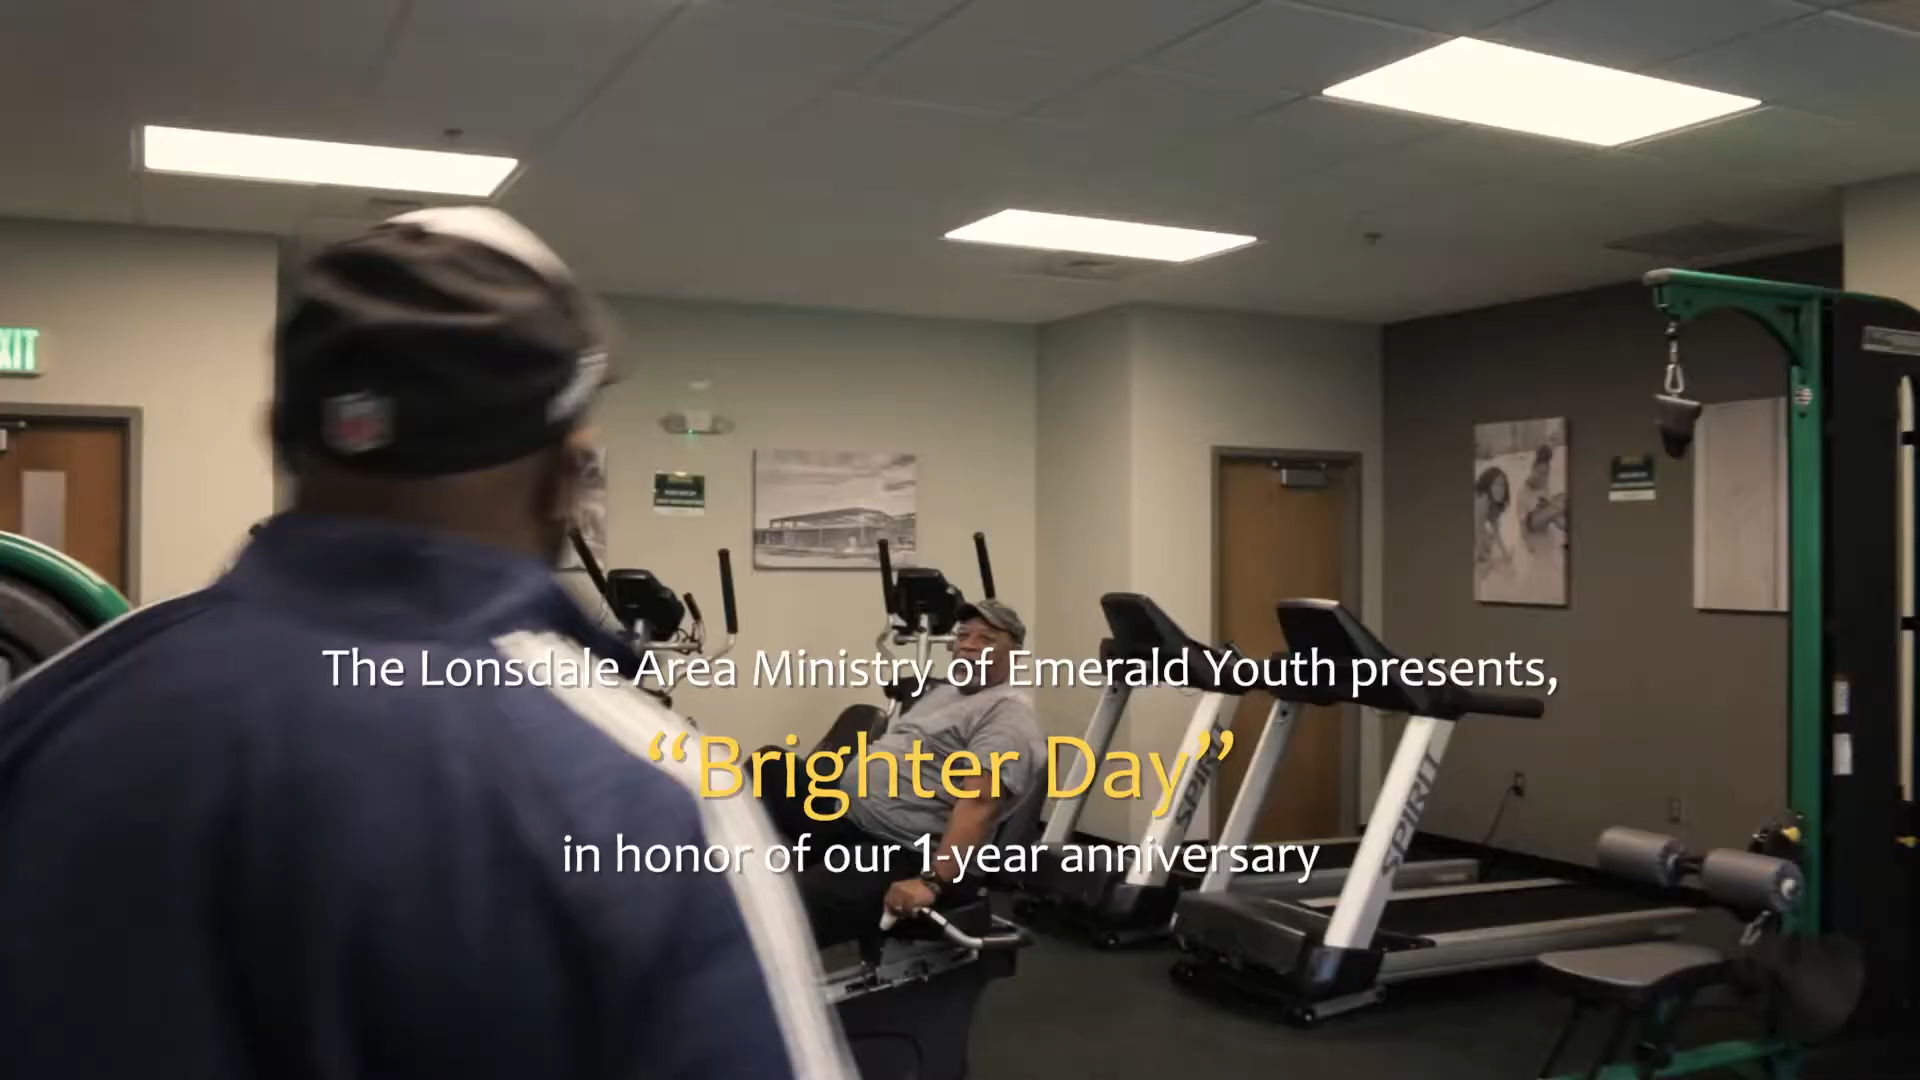 The Lonsdale Area Ministry of Emerald Youth presents,
“Brighter Day”
in honor of our 1-year anniversary
XIT
SPIRIT
SPIRIT